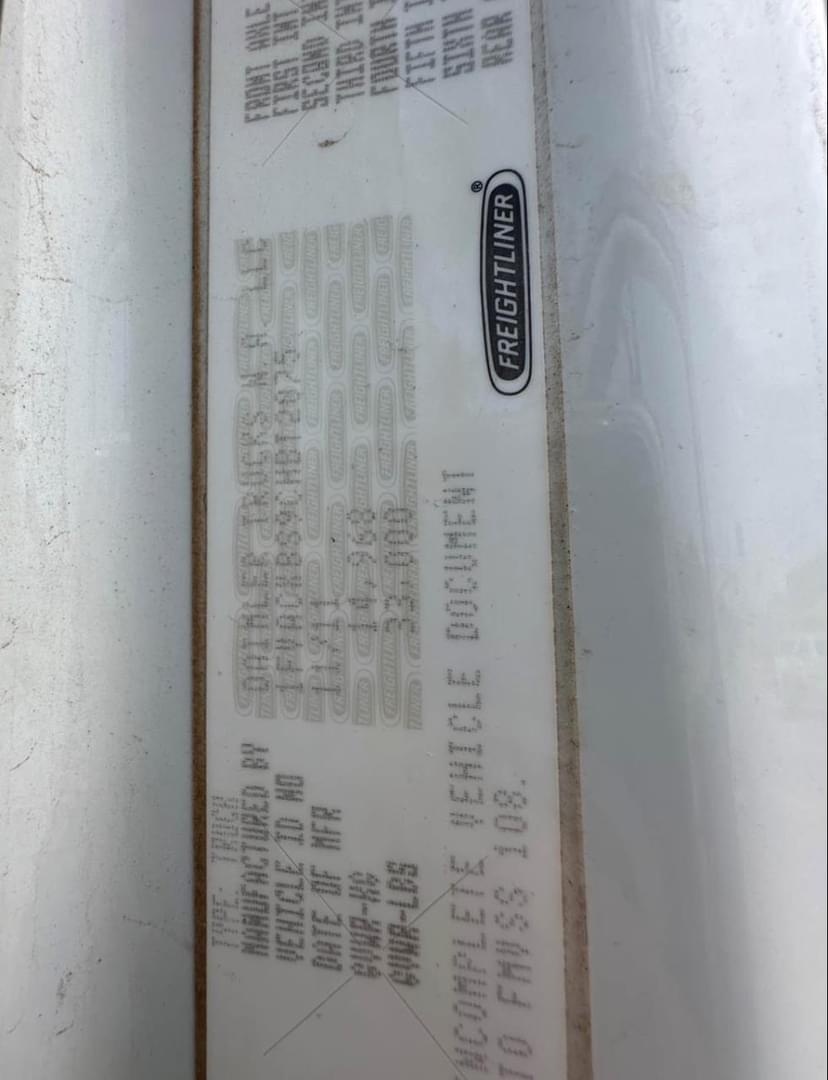 TYPE: TRUCK
MANUFACTURED BY DAIMLER TRUCKS N.A. LLC
VEHICLE ID NO
DATE OF MFR 11/11
GVWR-KG 14,968
GVWR-LBS 33,000
INCOMPLETE VEHICLE DOCUMENT
TO FMVSS 108.
FRONT AXLE
FIRST INT
SECOND INT
THIRD INT
FOURTH I
FIFTH I
SIXTH
REAR
FREIGHTLINER®